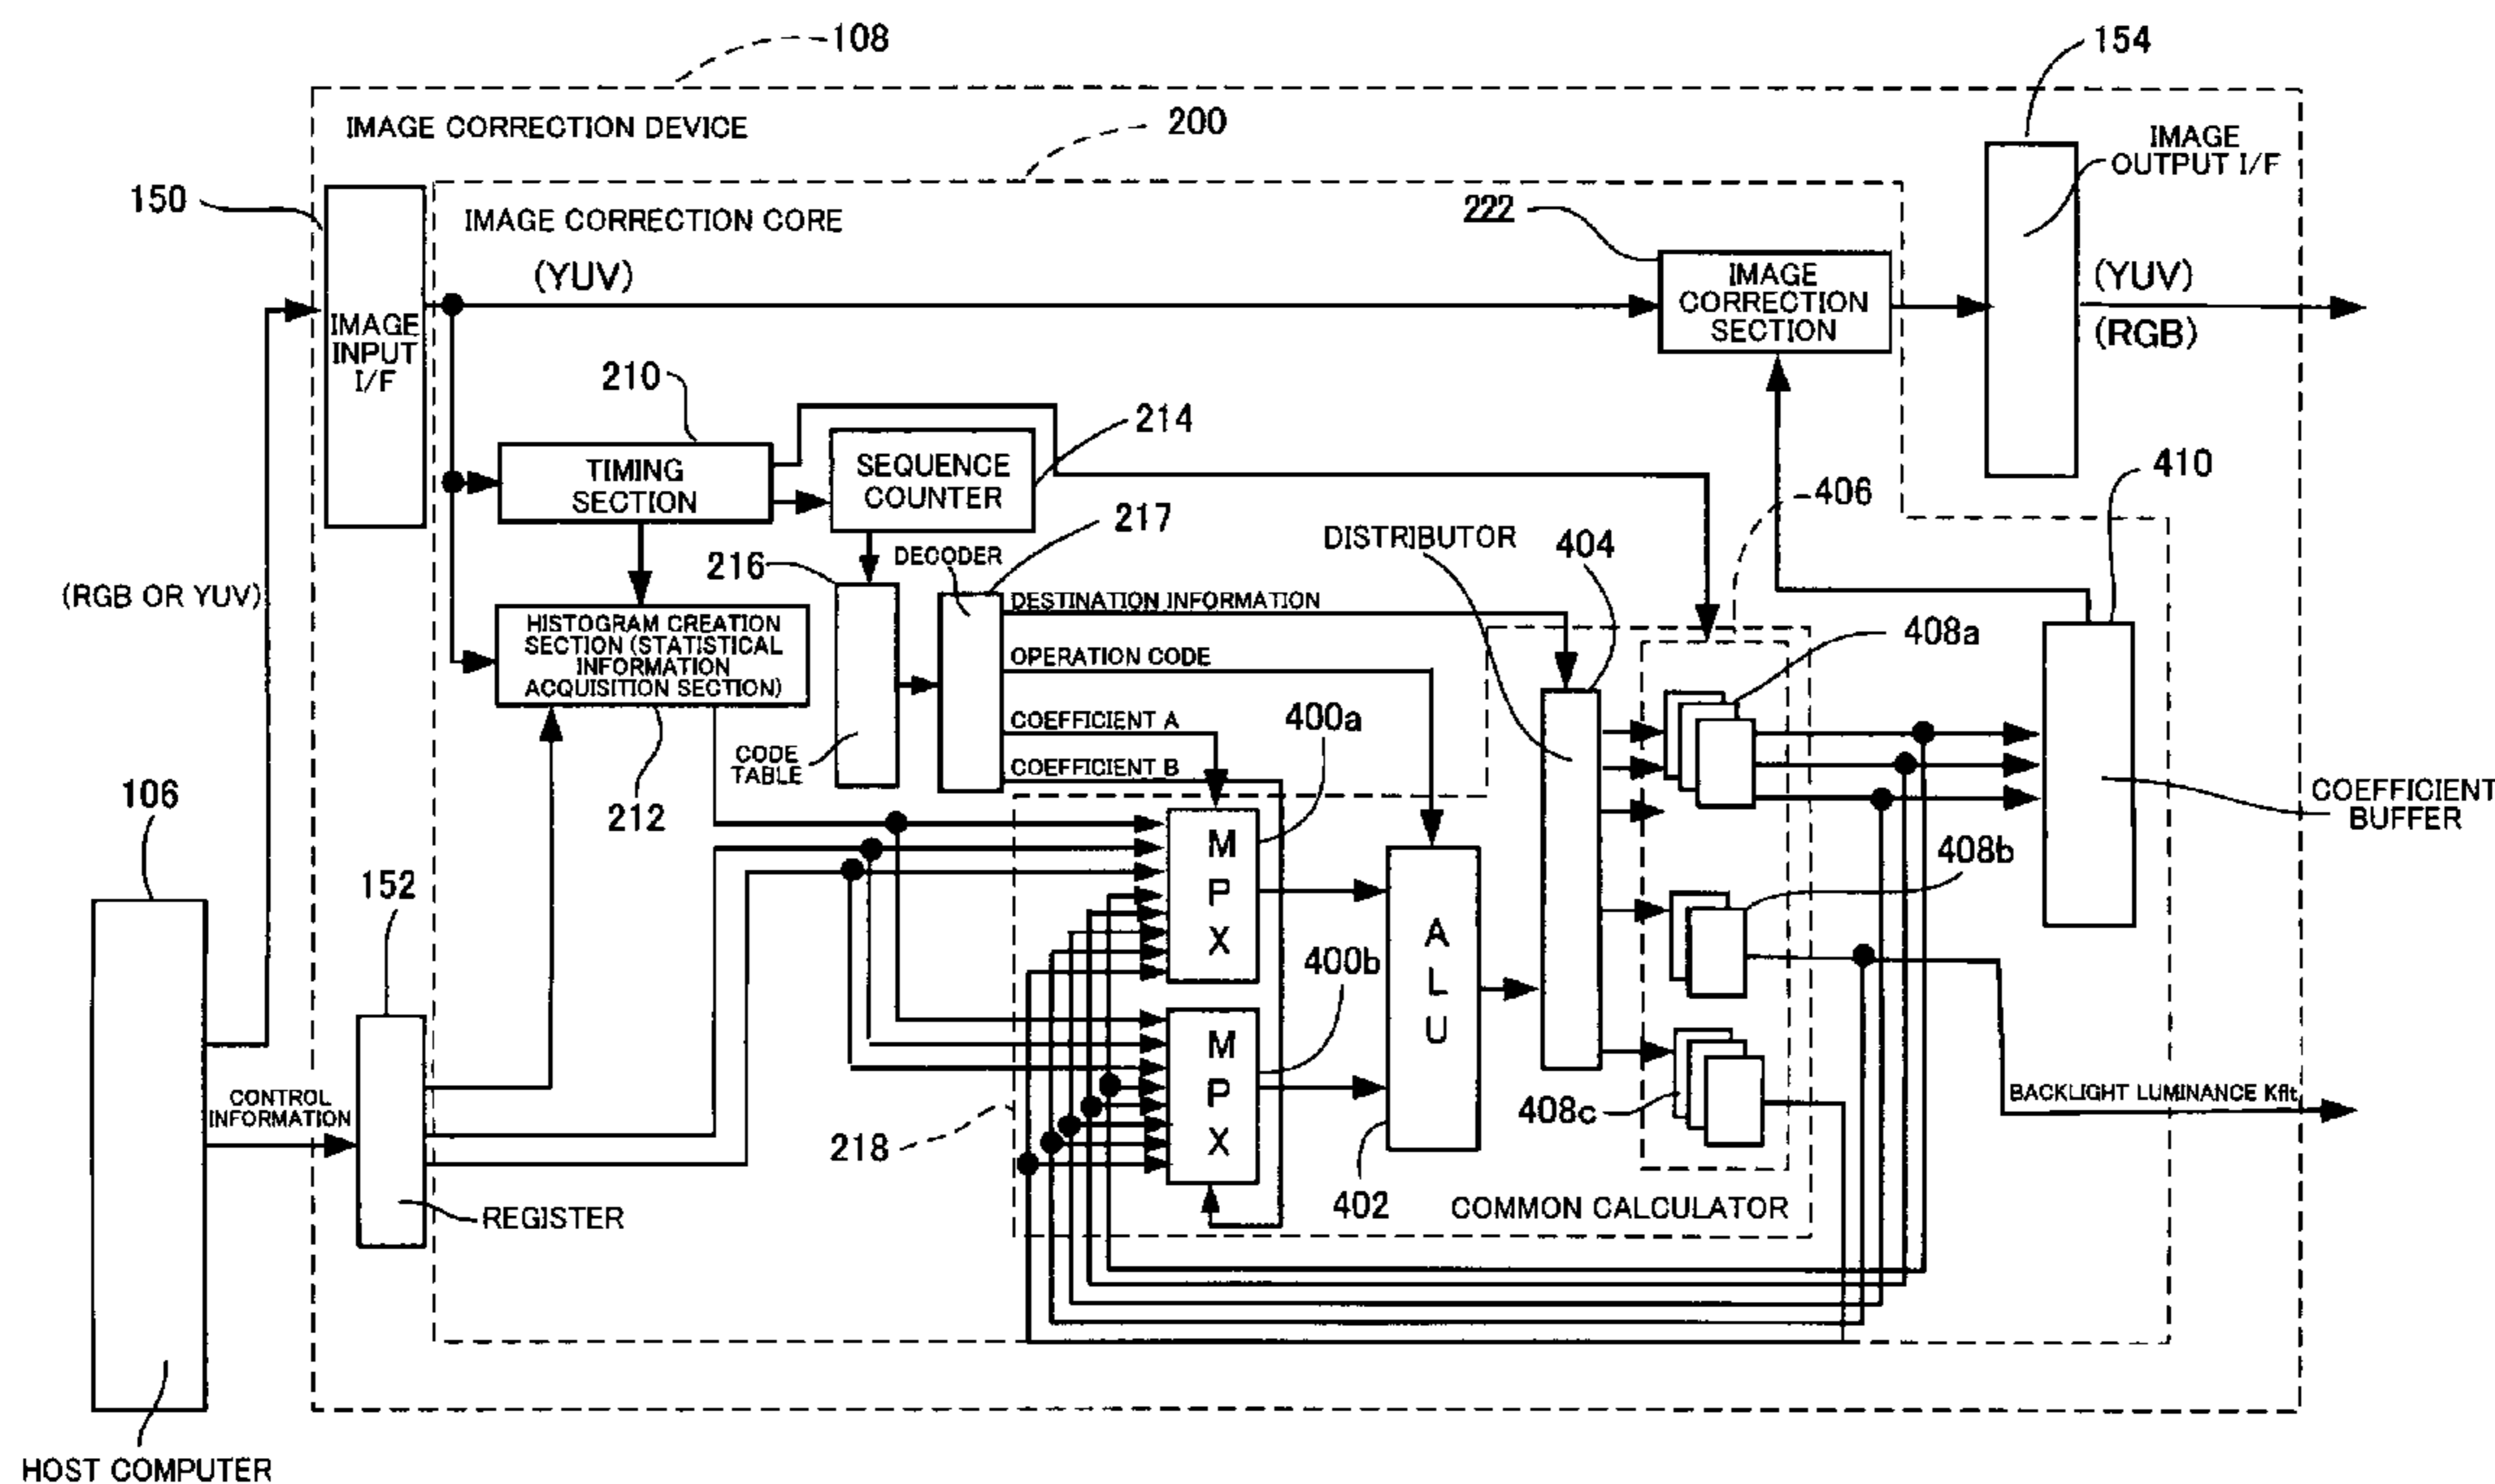 108
154
IMAGE CORRECTION DEVICE
200
IMAGE
OUTPUT I/F
150
222
IMAGE CORRECTION CORE
(YUV)
IMAGE
CORRECTION
SECTION
(YUV)
(RGB)
IMAGE
INPUT
I/F
210
214
TIMING
SECTION
SEQUENCE
COUNTER
410
406
217
DECODER
DISTRIBUTOR
404
216
(RGB OR YUV)
DESTINATION INFORMATION
HISTOGRAM CREATION
SECTION (STATISTICAL
INFORMATION
ACQUISITION SECTION)
408a
OPERATION CODE
COEFFICIENT A
400a
CODE
TABLE
COEFFICIENT B
106
212
COEFFICIENT
BUFFER
M
P
X
408b
152
A
L
U
400b
M
P
X
CONTROL
INFORMATION
BACKLIGHT LUMINANCE Kflt
408c
218
402
COMMON CALCULATOR
REGISTER
HOST COMPUTER